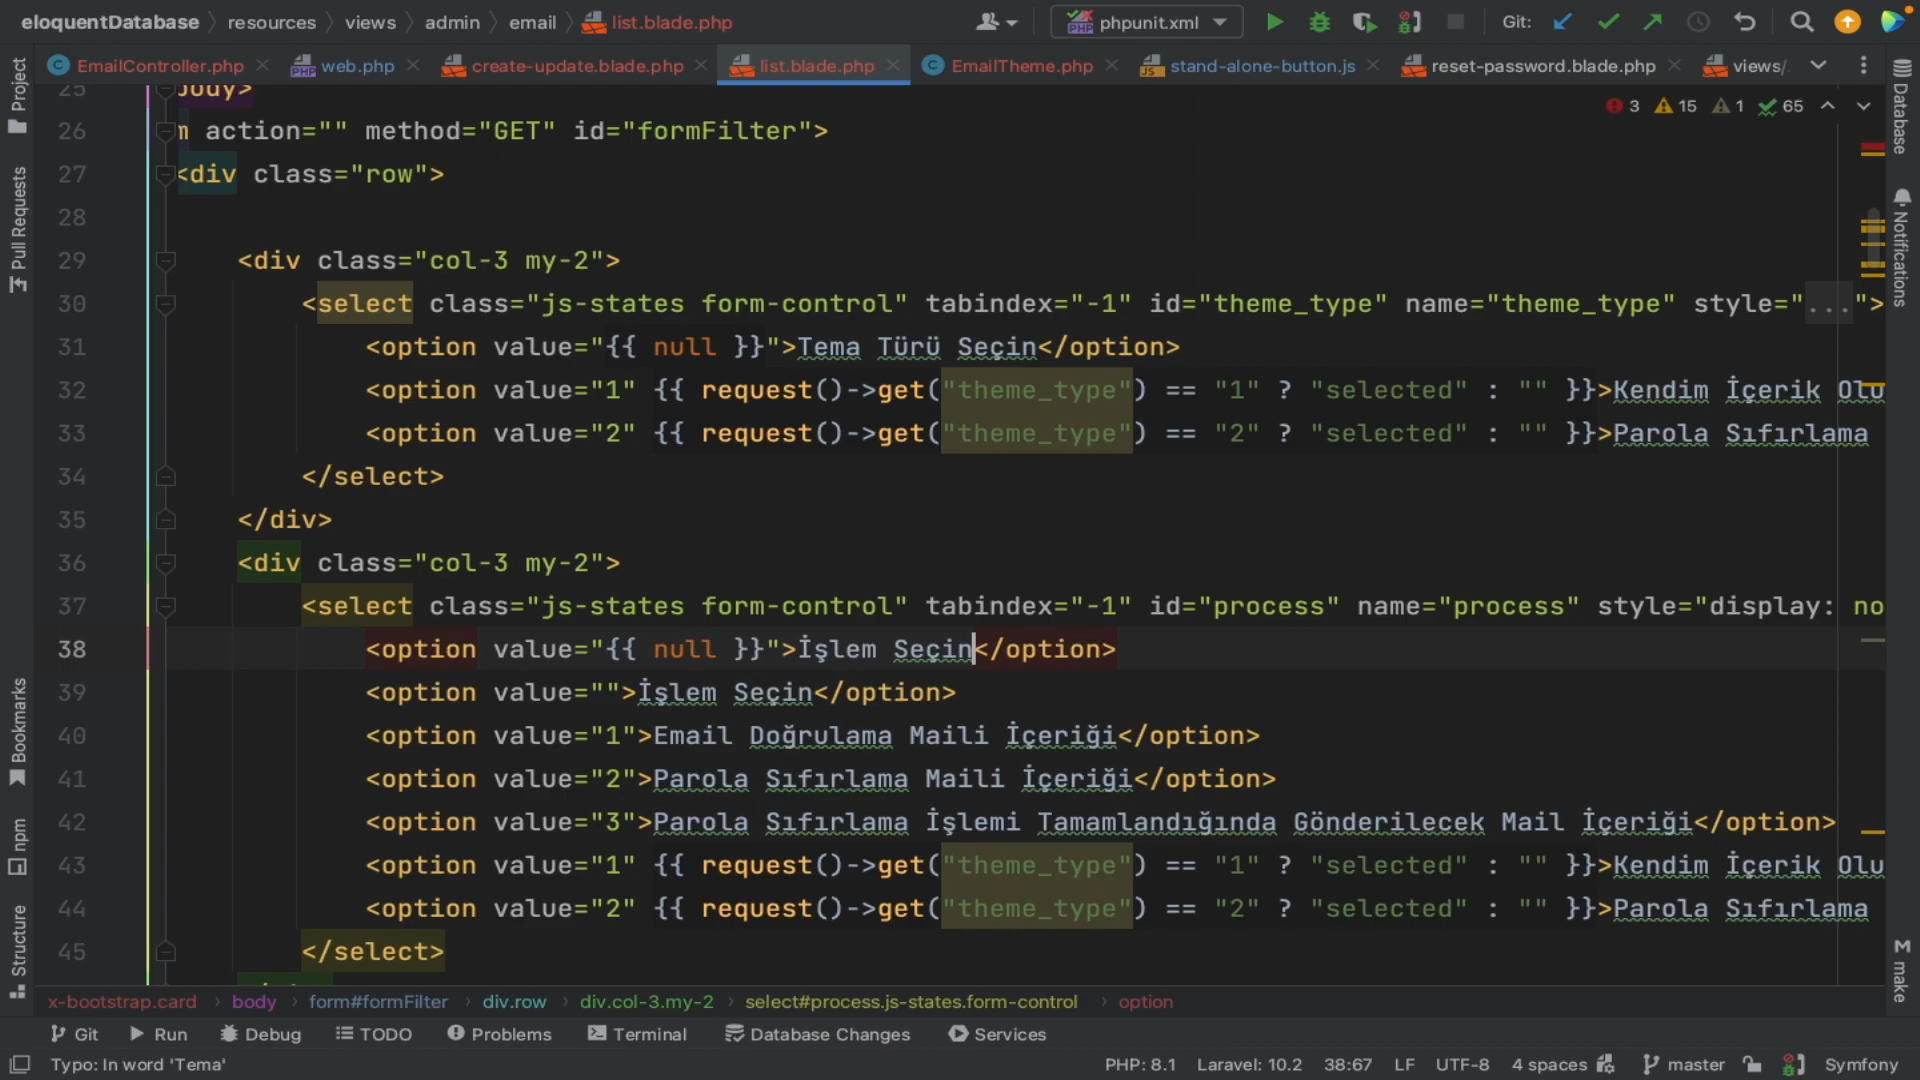 eloquentDatabase resources views admin email list.blade.php phpunit.xml Git:
EmailController.php web.php create-update.blade.php list.blade.php EmailTheme.php stand-alone-button.js reset-password.blade.php views/
Project
Pull Requests
Bookmarks
npm
Structure
Database
Notifications
make
3 15 1 65
25 body>
26 m action="" method="GET" id="formFilter">
27 <div class="row">
28
29 <div class="col-3 my-2">
30 <select class="js-states form-control" tabindex="-1" id="theme_type" name="theme_type" style="...">
31 <option value="{{ null }}">Tema Türü Seçin</option>
32 <option value="1" {{ request()->get("theme_type") == "1" ? "selected" : "" }}>Kendim İçerik Olu
33 <option value="2" {{ request()->get("theme_type") == "2" ? "selected" : "" }}>Parola Sıfırlama
34 </select>
35 </div>
36 <div class="col-3 my-2">
37 <select class="js-states form-control" tabindex="-1" id="process" name="process" style="display: no
38 <option value="{{ null }}">İşlem Seçin</option>
39 <option value="">İşlem Seçin</option>
40 <option value="1">Email Doğrulama Maili İçeriği</option>
41 <option value="2">Parola Sıfırlama Maili İçeriği</option>
42 <option value="3">Parola Sıfırlama İşlemi Tamamlandığında Gönderilecek Mail İçeriği</option>
43 <option value="1" {{ request()->get("theme_type") == "1" ? "selected" : "" }}>Kendim İçerik Olu
44 <option value="2" {{ request()->get("theme_type") == "2" ? "selected" : "" }}>Parola Sıfırlama
45 </select>
x-bootstrap.card body form#formFilter div.row div.col-3.my-2 select#process.js-states.form-control option
Git Run Debug TODO Problems Terminal Database Changes Services
Typo: In word 'Tema' PHP: 8.1 Laravel: 10.2 38:67 LF UTF-8 4 spaces master Symfony